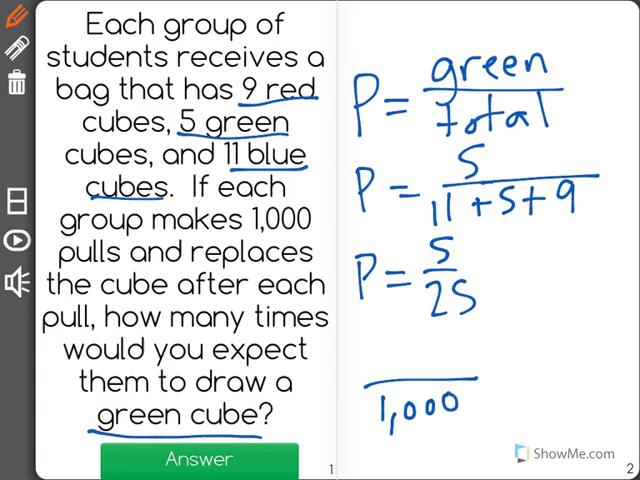 Each group of
students receives a
bag that has 9 red
cubes, 5 green
cubes, and 11 blue
cubes. If each
group makes 1,000
pulls and replaces
the cube after each
pull, how many times
would you expect
them to draw a
green cube?
Answer
1
P = green
total
P = 5
11 + 5 + 9
P = 5
25
1,000
ShowMe.com
2